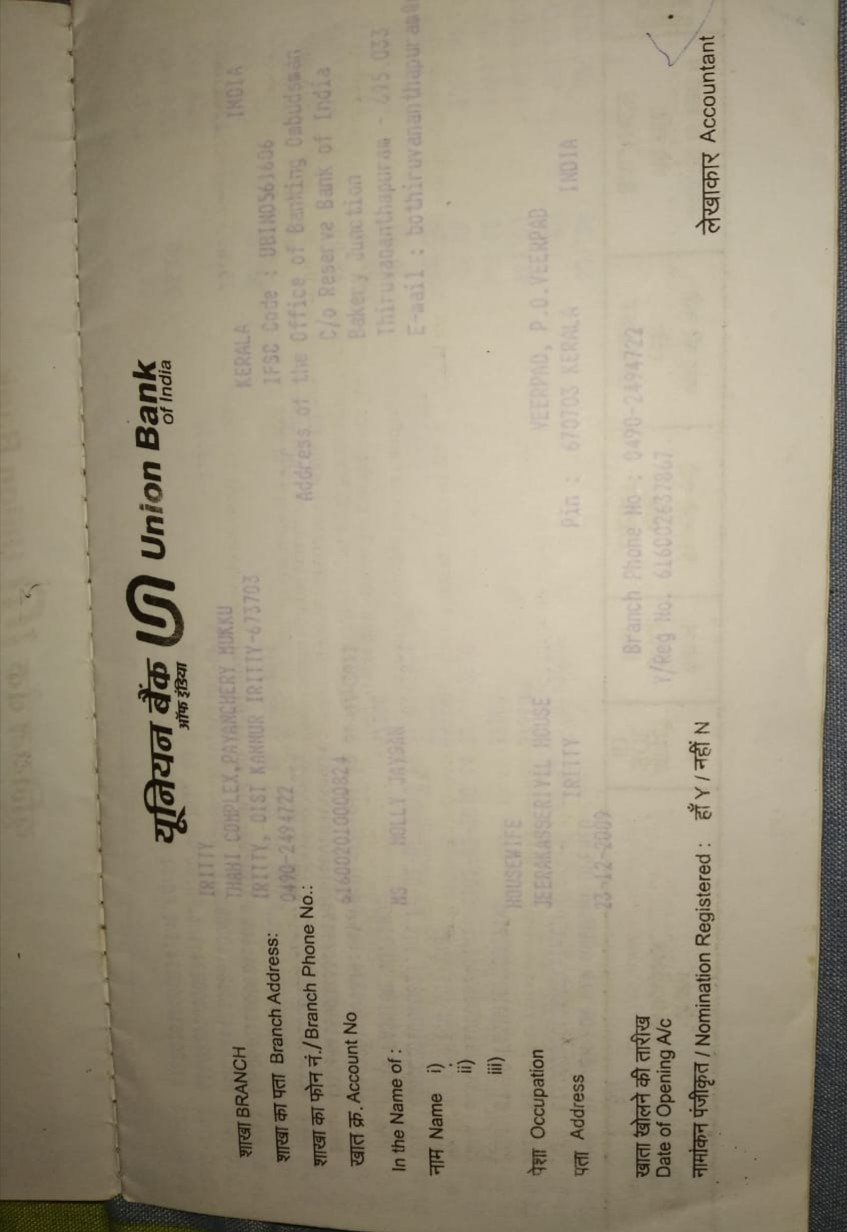 यूनियन बैंक Union Bank
ऑफ इंडिया of India
IRITTY
THAHI COMPLEX,PAYANCHERY MUKKU KERALA INDIA
शाखा BRANCH
IRITTY, DIST KANNUR IRITTY-673703 IFSC Code : UBIN0561606
शाखा का पता Branch Address:
0490-2494722 Address of the Office of Banking Ombudsman
शाखा का फोन नं./ Branch Phone No.:
C/o Reserve Bank of India
खात क्र. Account No 616002010000824
Bakery Junction
Thiruvananthapuram - 695 033
In the Name of : MS MOLLY JAYSAN
E-mail : bothiruvananthapuram
नाम Name i)
ii)
iii)
HOUSEWIFE
पेशा Occupation
JEERAKASSERIYIL HOUSE VEERPAD, P.O.VEERPAD
पता Address
IRITTY Pin : 670703 KERALA INDIA
23-12-2009
खाता खोलने की तारीख
Date of Opening A/c
Branch Phone No : 0490-2494722
Y/Reg No. 616002637867
नामांकन पंजीकृत / Nomination Registered : हाँ Y / नहीं N
लेखाकार Accountant